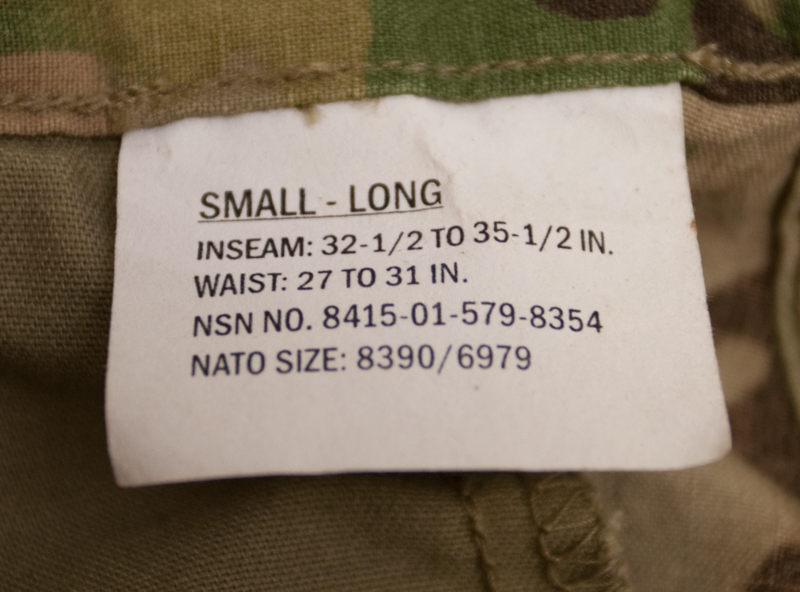 SMALL - LONG
INSEAM: 32-1/2 TO 35-1/2 IN.
WAIST: 27 TO 31 IN.
NSN NO. 8415-01-579-8354
NATO SIZE: 8390/6979